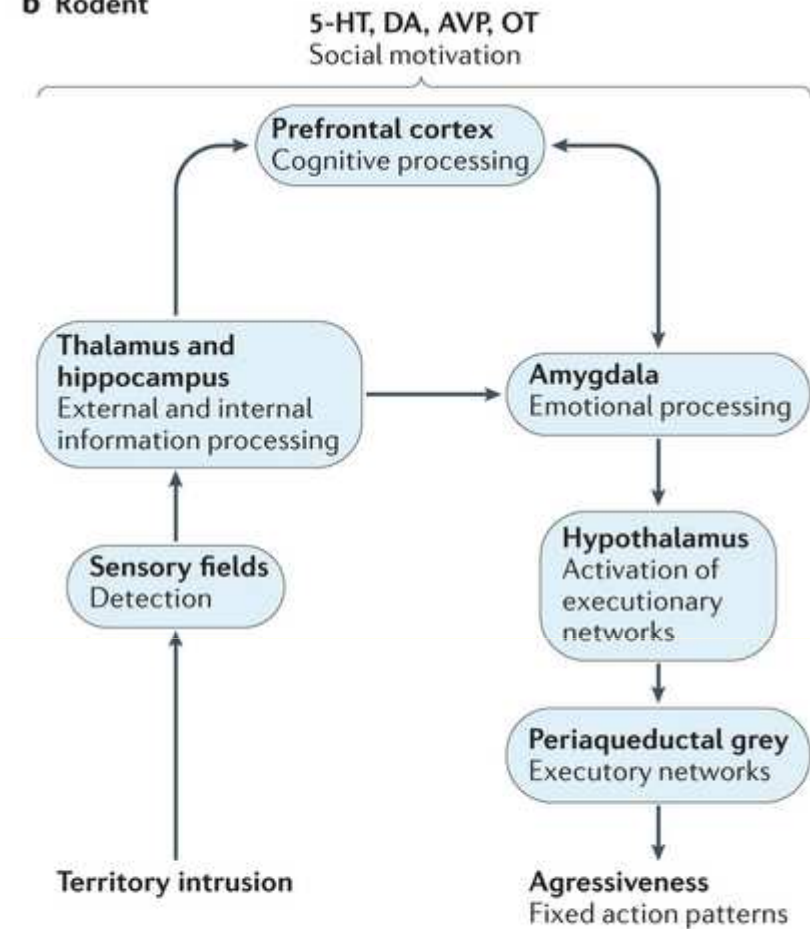 b Rodent
5-HT, DA, AVP, OT
Social motivation
Prefrontal cortex
Cognitive processing
Thalamus and
hippocampus
External and internal
information processing
Amygdala
Emotional processing
Sensory fields
Detection
Hypothalamus
Activation of
executionary
networks
Periaqueductal grey
Executory networks
Territory intrusion
Agressiveness
Fixed action patterns